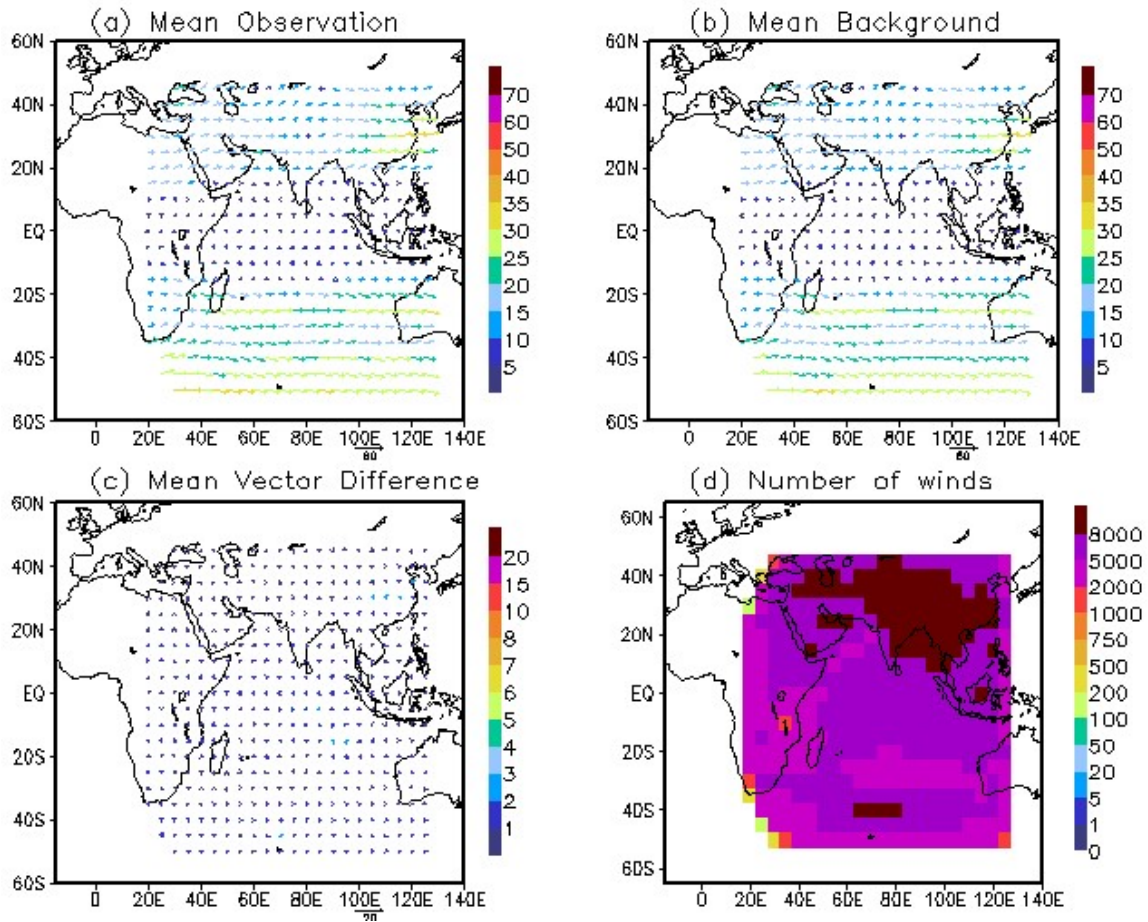 (a) Mean Observation
60N
40N
20N
EQ
20S
40S
60S
0 20E 40E 60E 80E 100E 120E 140E
60
70
60
50
40
35
30
25
20
15
10
5
(b) Mean Background
60N
40N
20N
EQ
20S
40S
60S
0 20E 40E 60E 80E 100E 120E 140E
60
70
60
50
40
35
30
25
20
15
10
5
(c) Mean Vector Difference
60N
40N
20N
EQ
20S
40S
60S
0 20E 40E 60E 80E 100E 120E 140E
20
20
15
10
8
7
6
5
4
3
2
1
(d) Number of winds
60N
40N
20N
EQ
20S
40S
60S
0 20E 40E 60E 80E 100E 120E 140E
8000
5000
2000
1000
750
500
200
100
50
20
5
1
0